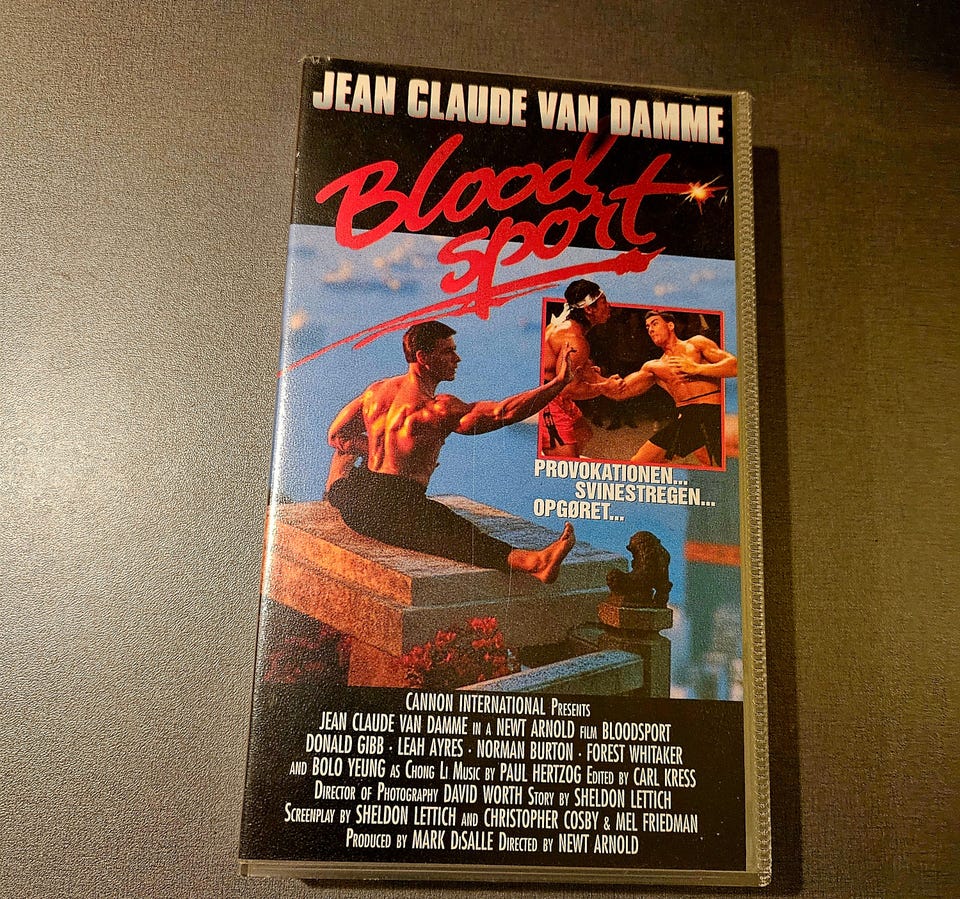 JEAN CLAUDE VAN DAMME
Blood
sport
PROVOKATIONEN...
SVINESTREGEN...
OPGØRET...
CANNON INTERNATIONAL PRESENTS
JEAN CLAUDE VAN DAMME IN A NEWT ARNOLD FILM BLOODSPORT
DONALD GIBB · LEAH AYRES · NORMAN BURTON · FOREST WHITAKER
AND BOLO YEUNG AS CHONG LI MUSIC BY PAUL HERTZOG EDITED BY CARL KRESS
DIRECTOR OF PHOTOGRAPHY DAVID WORTH STORY BY SHELDON LETTICH
SCREENPLAY BY SHELDON LETTICH AND CHRISTOPHER COSBY & MEL FRIEDMAN
PRODUCED BY MARK DISALLE DIRECTED BY NEWT ARNOLD